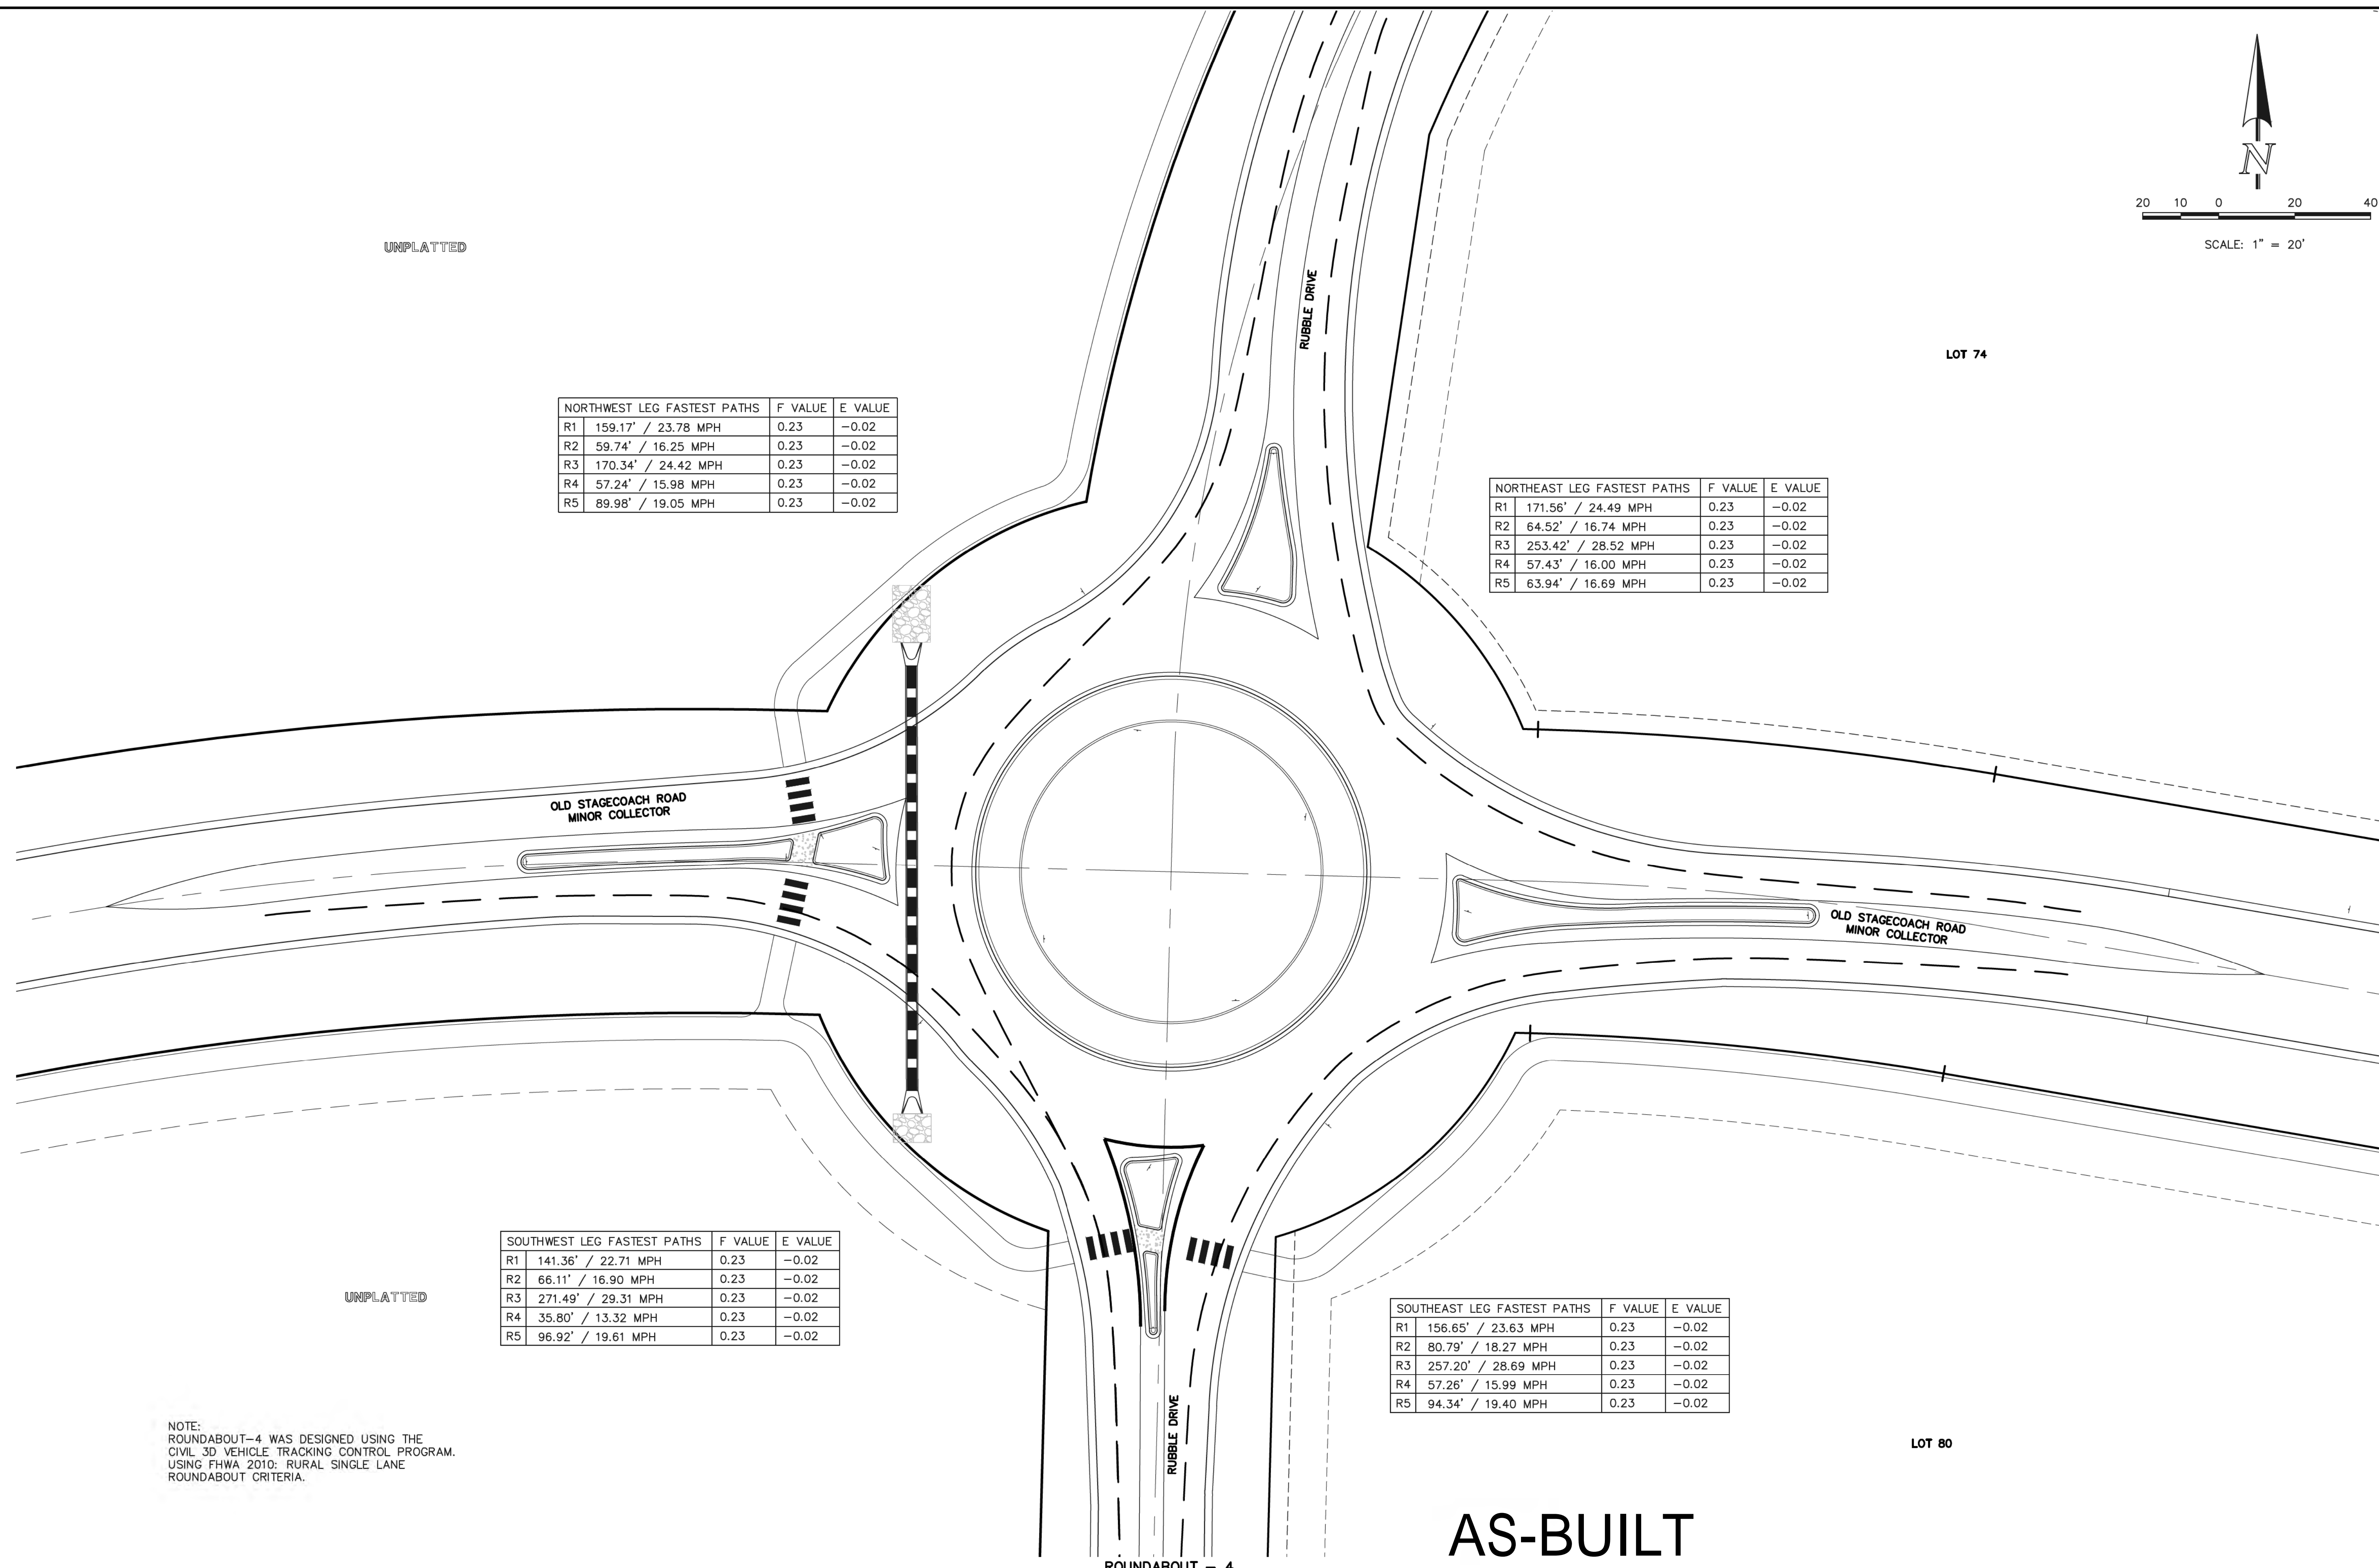 N
20 10 0 20 40
SCALE: 1" = 20'
UNPLATTED
RUBBLE DRIVE
LOT 74
NORTHWEST LEG FASTEST PATHS F VALUE E VALUE
R1 159.17' / 23.78 MPH 0.23 -0.02
R2 59.74' / 16.25 MPH 0.23 -0.02
R3 170.34' / 24.42 MPH 0.23 -0.02
R4 57.24' / 15.98 MPH 0.23 -0.02
R5 89.98' / 19.05 MPH 0.23 -0.02
NORTHEAST LEG FASTEST PATHS F VALUE E VALUE
R1 171.56' / 24.49 MPH 0.23 -0.02
R2 64.52' / 16.74 MPH 0.23 -0.02
R3 253.42' / 28.52 MPH 0.23 -0.02
R4 57.43' / 16.00 MPH 0.23 -0.02
R5 63.94' / 16.69 MPH 0.23 -0.02
OLD STAGECOACH ROAD
MINOR COLLECTOR
OLD STAGECOACH ROAD
MINOR COLLECTOR
SOUTHWEST LEG FASTEST PATHS F VALUE E VALUE
R1 141.36' / 22.71 MPH 0.23 -0.02
R2 66.11' / 16.90 MPH 0.23 -0.02
R3 271.49' / 29.31 MPH 0.23 -0.02
R4 35.80' / 13.32 MPH 0.23 -0.02
R5 96.92' / 19.61 MPH 0.23 -0.02
UNPLATTED
SOUTHEAST LEG FASTEST PATHS F VALUE E VALUE
R1 156.65' / 23.63 MPH 0.23 -0.02
R2 80.79' / 18.27 MPH 0.23 -0.02
R3 257.20' / 28.69 MPH 0.23 -0.02
R4 57.26' / 15.99 MPH 0.23 -0.02
R5 94.34' / 19.40 MPH 0.23 -0.02
RUBBLE DRIVE
NOTE:
ROUNDABOUT-4 WAS DESIGNED USING THE
CIVIL 3D VEHICLE TRACKING CONTROL PROGRAM.
USING FHWA 2010: RURAL SINGLE LANE
ROUNDABOUT CRITERIA.
LOT 80
AS-BUILT
ROUNDABOUT - 4